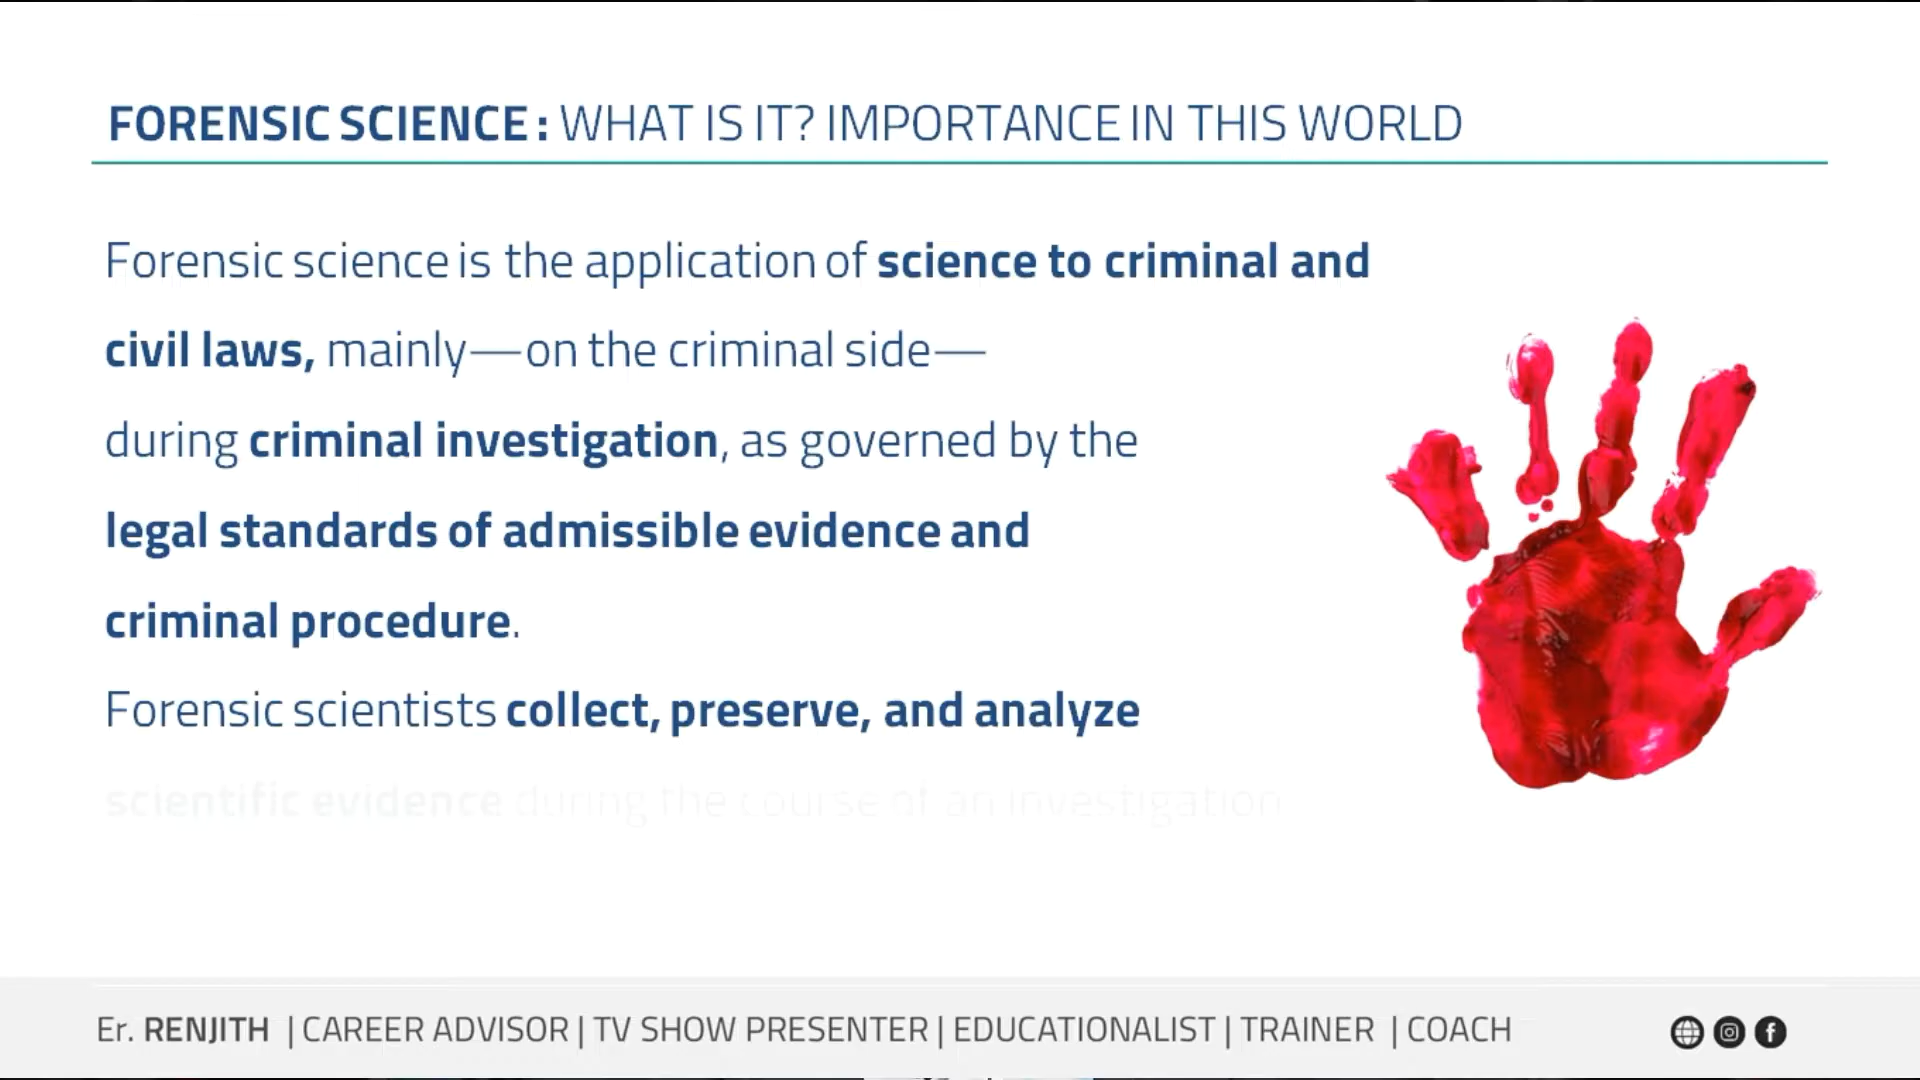 FORENSIC SCIENCE : WHAT IS IT? IMPORTANCE IN THIS WORLD
Forensic science is the application of science to criminal and
civil laws, mainly—on the criminal side—
during criminal investigation, as governed by the
legal standards of admissible evidence and
criminal procedure.
Forensic scientists collect, preserve, and analyze
scientific evidence during the course of an investigation
Er. RENJITH | CAREER ADVISOR | TV SHOW PRESENTER | EDUCATIONALIST | TRAINER | COACH